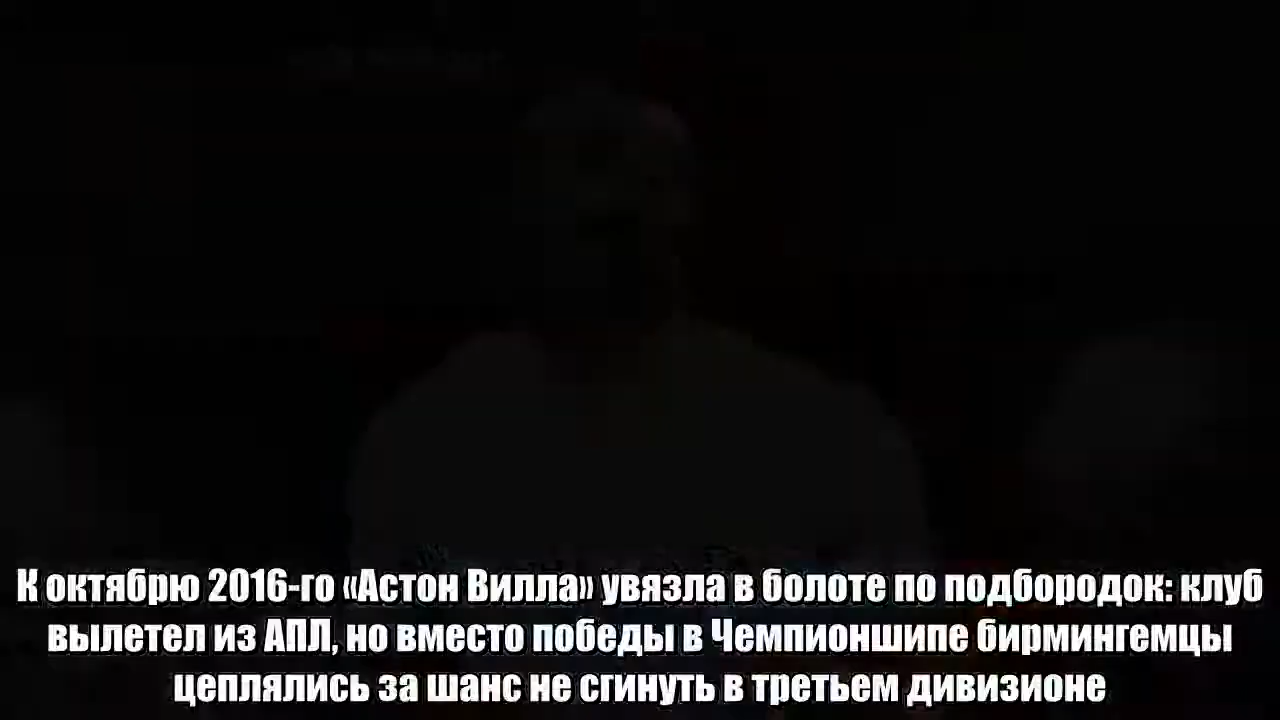 К октябрю 2016-го «Астон Вилла» увязла в болоте по подбородок: клуб
вылетел из АПЛ, но вместо победы в Чемпионшипе бирмингемцы
цеплялись за шанс не сгинуть в третьем дивизионе